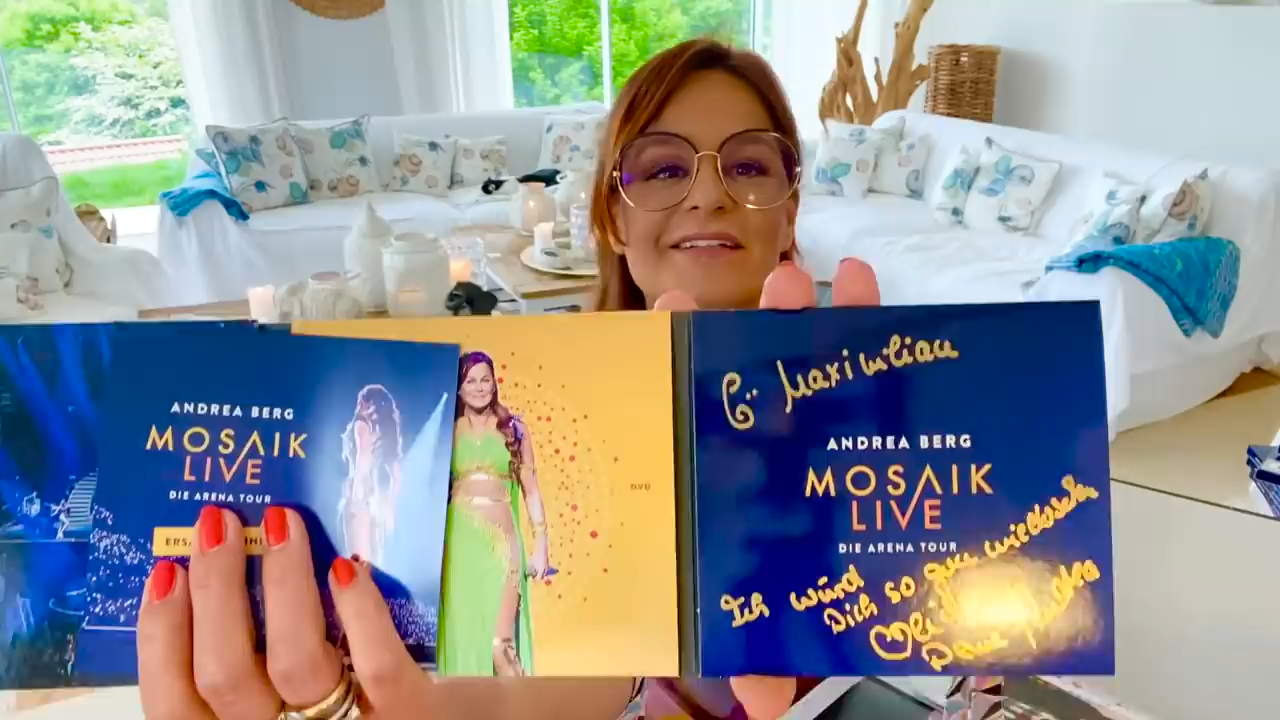 ANDREA BERG
MOSAIK
LIVE
DIE ARENA TOUR
DVD
Maximilian
ANDREA BERG
MOSAIK
LIVE
DIE ARENA TOUR
Ich würd
Dich so gern